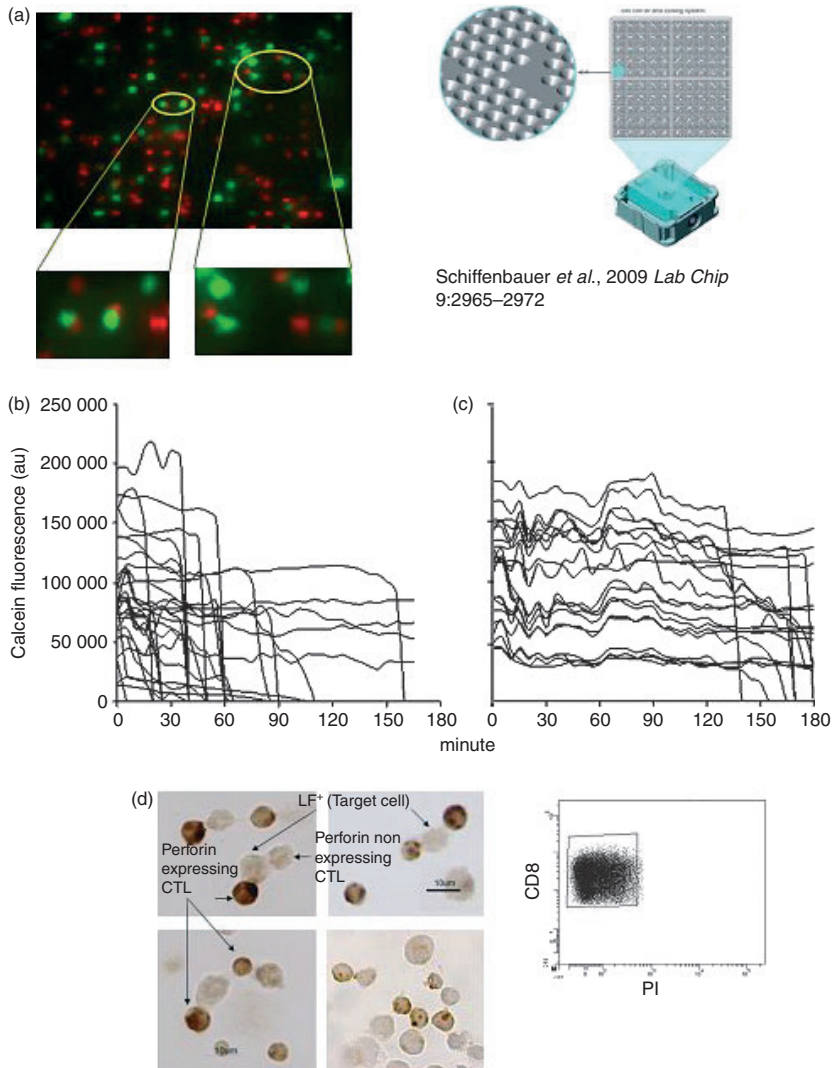 (a)
Schiffenbauer et al., 2009 Lab Chip
9:2965–2972
(b)
(c)
Calcein fluorescence (au)
250 000
200 000
150 000
100 000
50 000
0
0 30 60 90 120 150 180
0 30 60 90 120 150 180
minute
(d)
LF+ (Target cell)
Perforin
expressing
CTL
Perforin non
expressing
CTL
10um
10um
CD8
PI